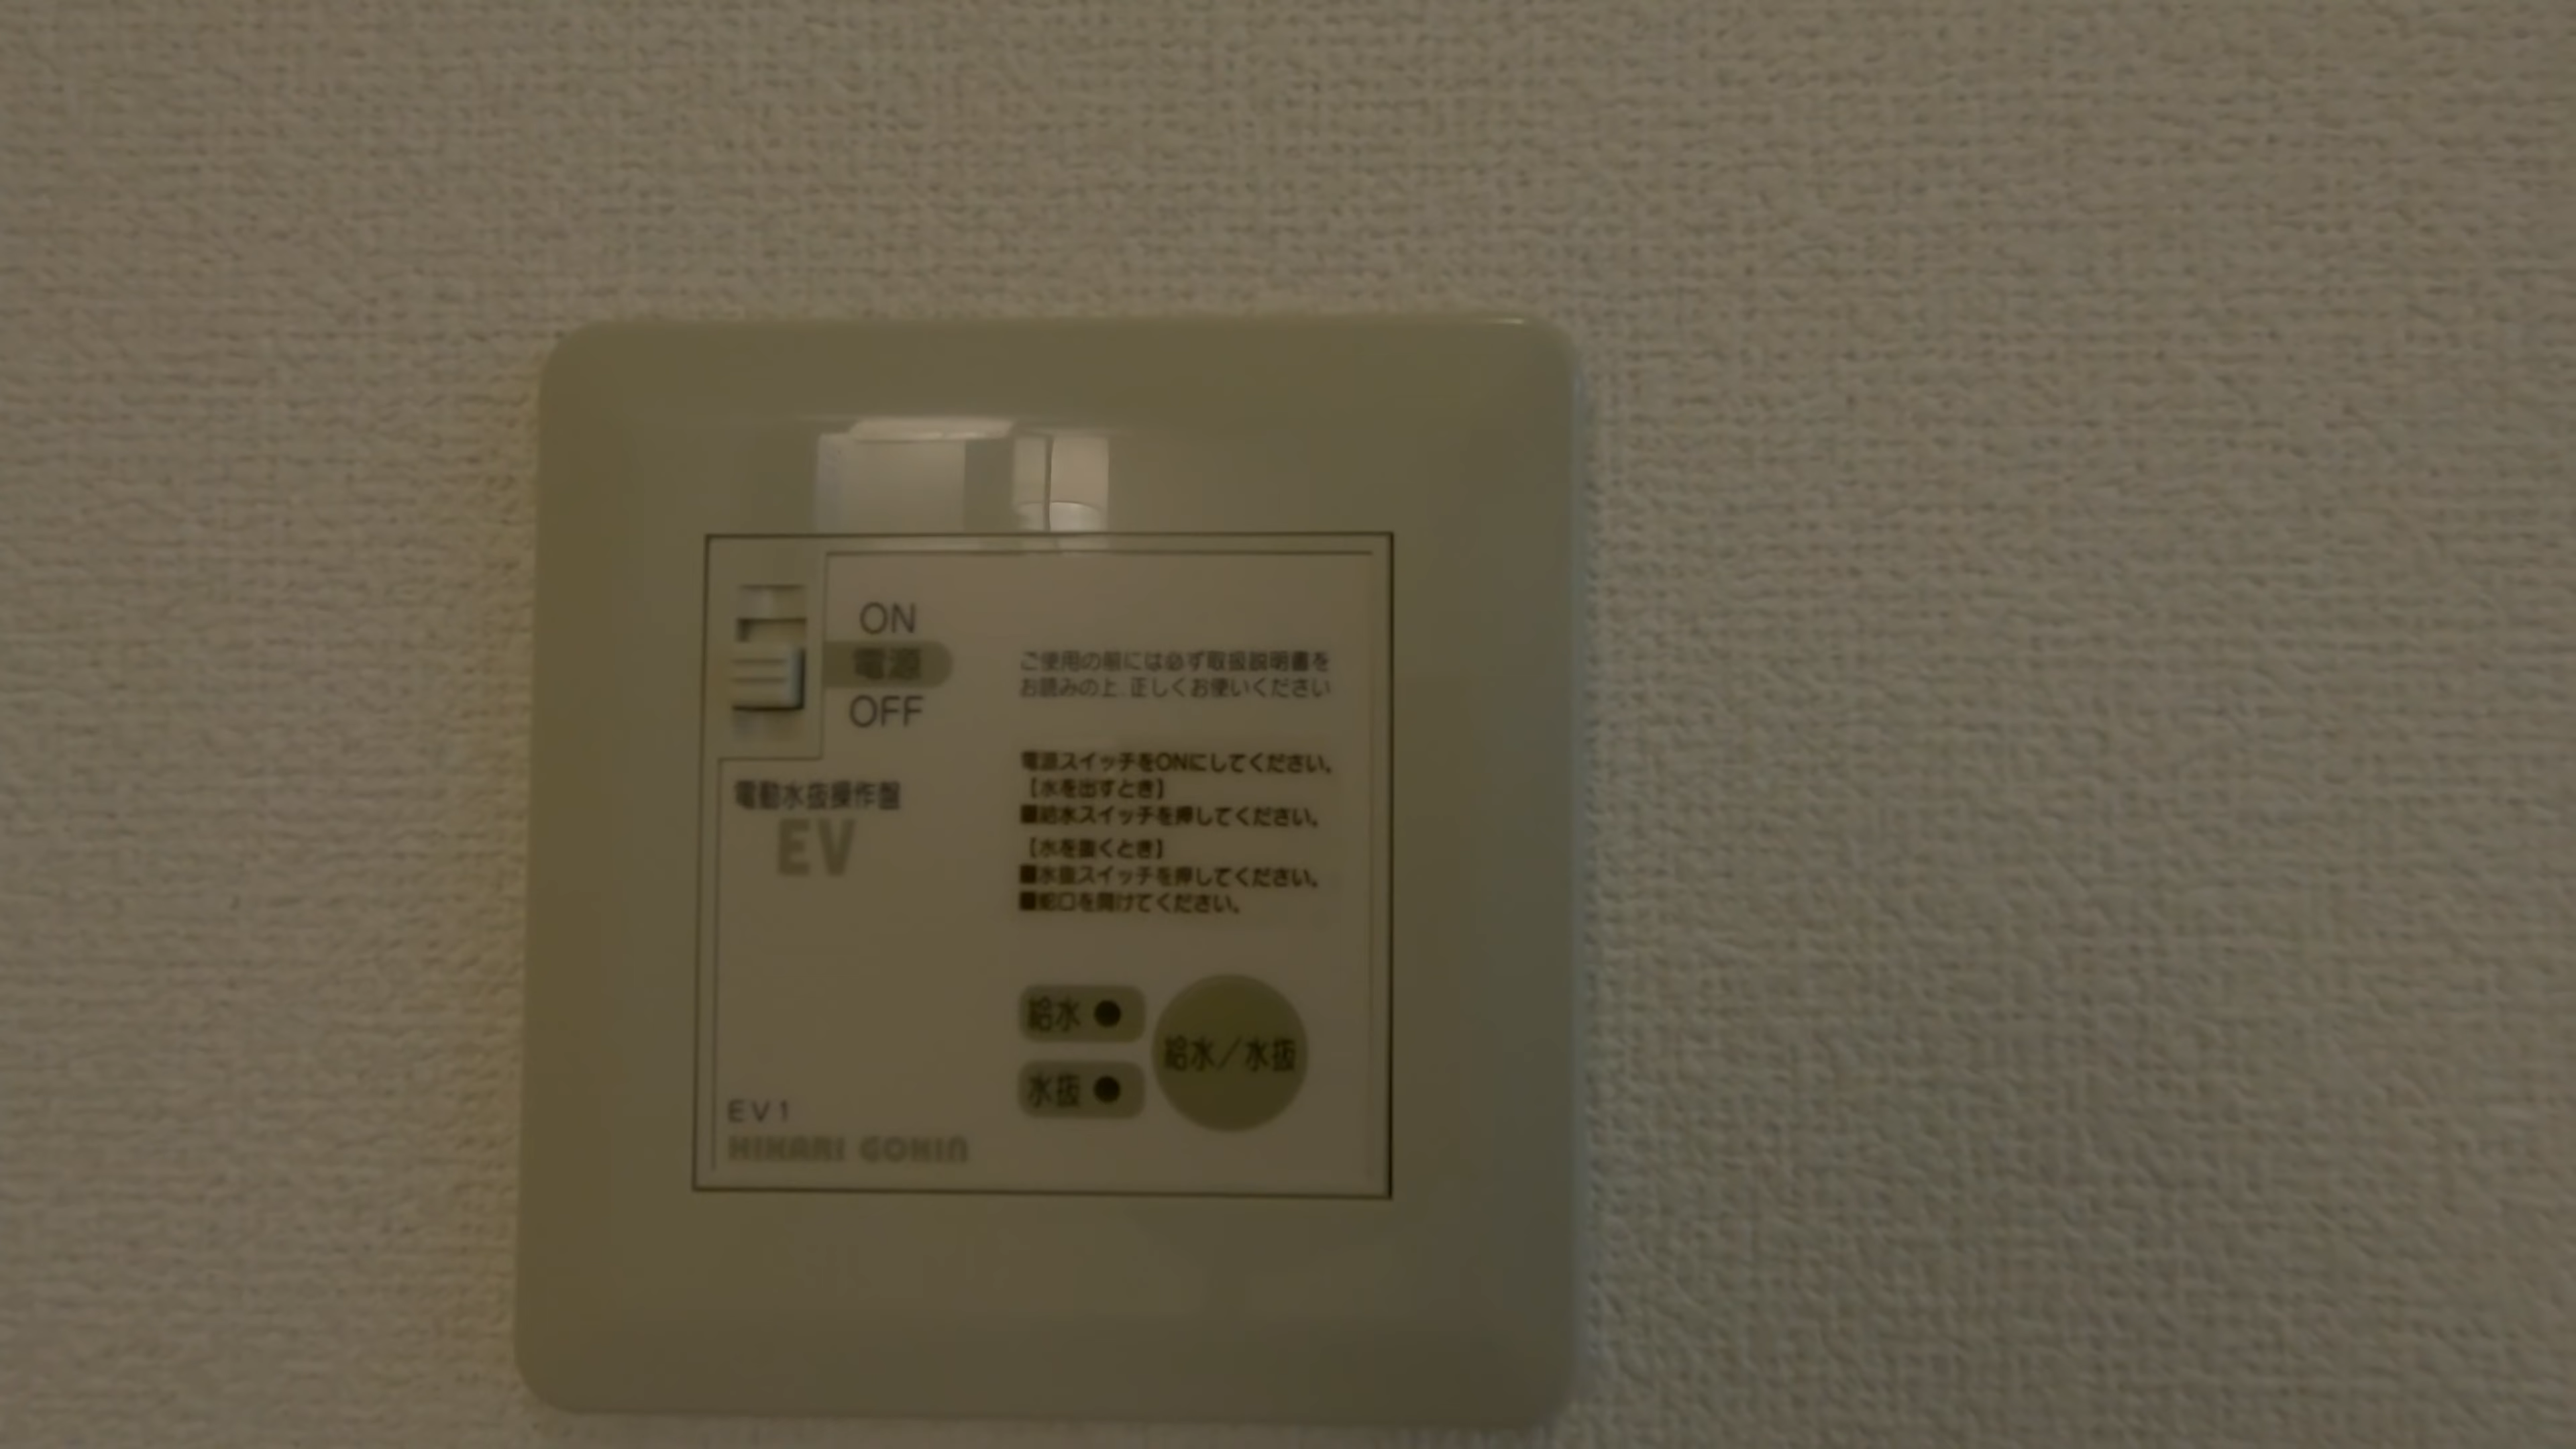 ON
電源
OFF
ご使用の前には必ず取扱説明書を
お読みの上、正しくお使いください
電源スイッチをONにしてください。
【水を出すとき】
■給水スイッチを押してください。
【水を抜くとき】
■水抜スイッチを押してください。
■蛇口を開けてください。
電動水抜操作盤
EV
給水
水抜
給水／水抜
EV1
HIKARI GOKIN